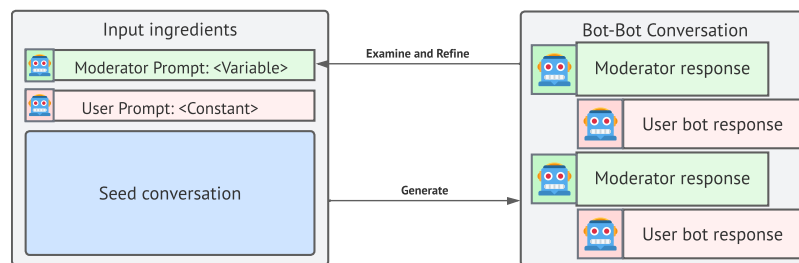 Input ingredients
Moderator Prompt: <Variable>
User Prompt: <Constant>
Seed conversation
Examine and Refine
Generate
Bot-Bot Conversation
Moderator response
User bot response
Moderator response
User bot response